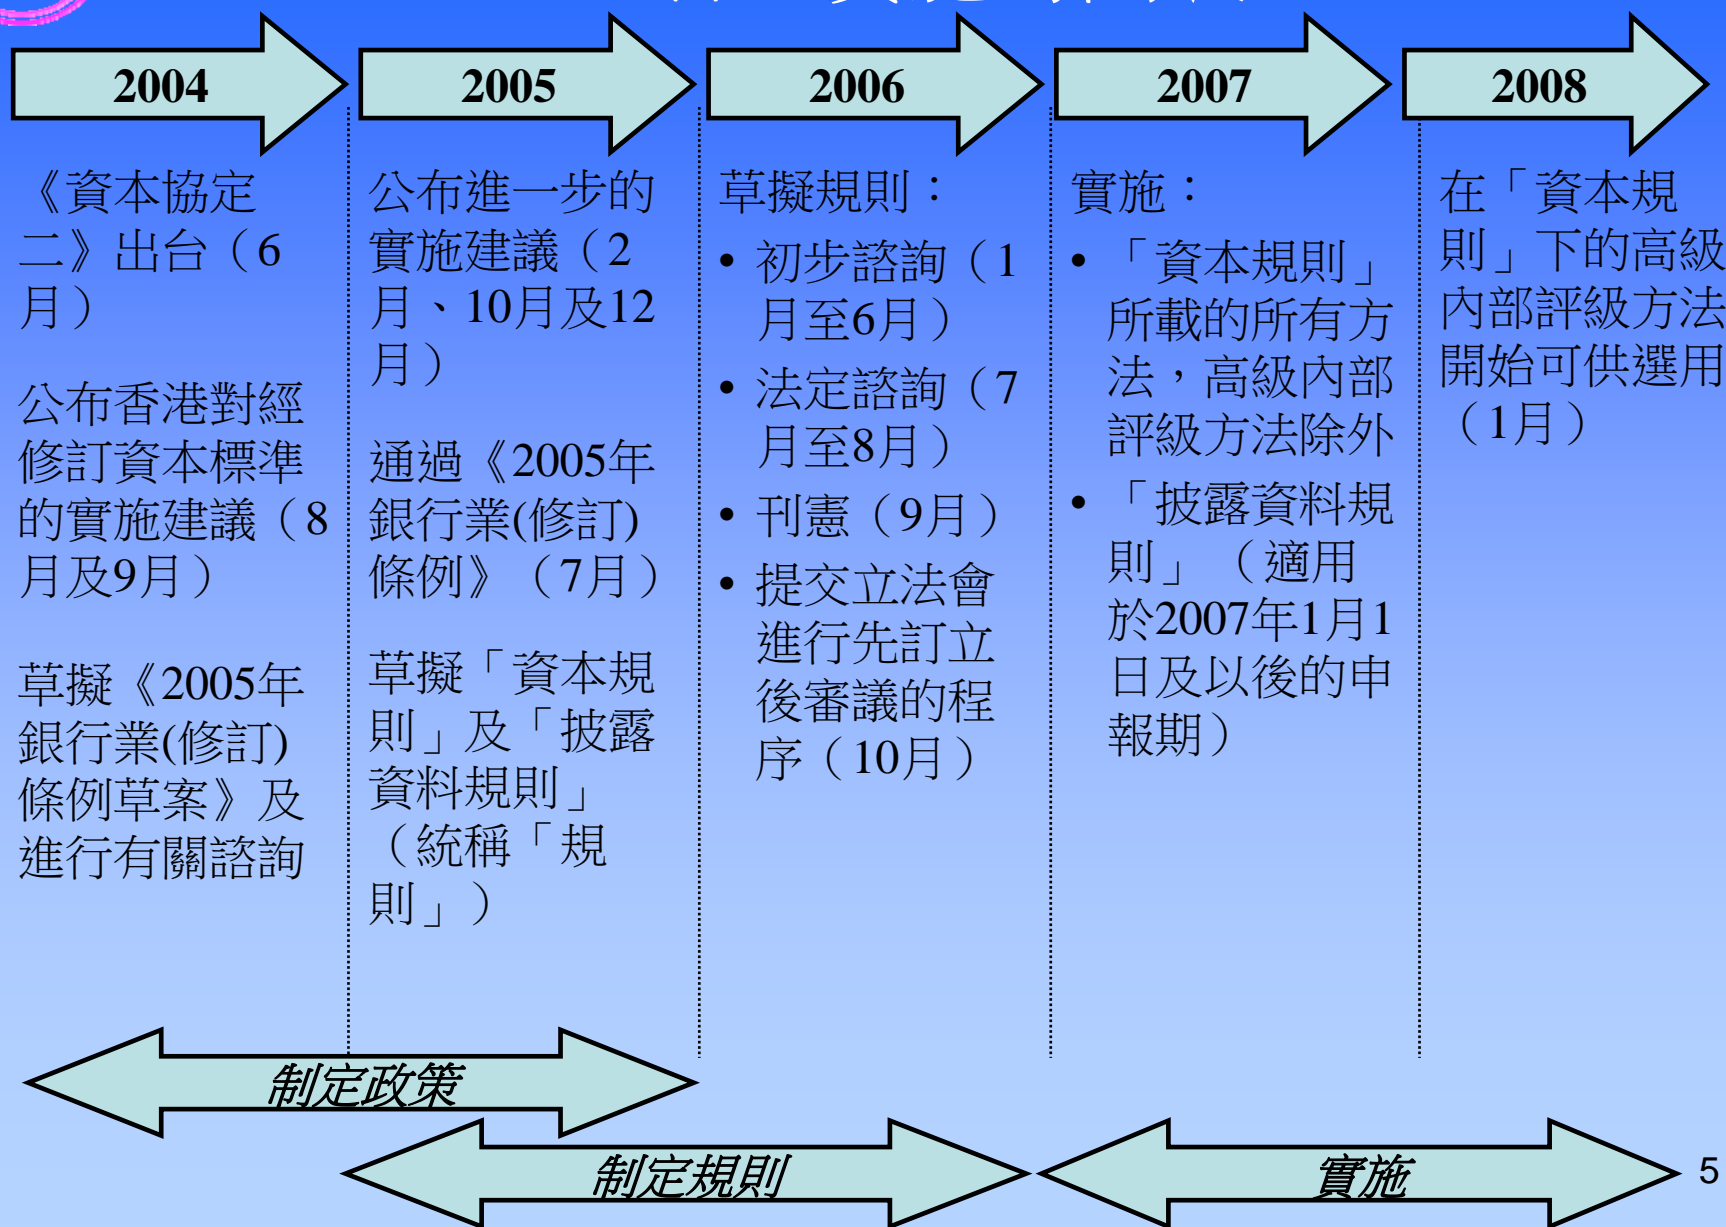 2004
2005
2006
2007
2008
《資本協定
二》出台（6
月）
公布香港對經
修訂資本標準
的實施建議（8
月及9月）
草擬《2005年
銀行業(修訂)
條例草案》及
進行有關諮詢
公布進一步的
實施建議（2
月、10月及12
月）
通過《2005年
銀行業(修訂)
條例》（7月）
草擬「資本規
則」及「披露
資料規則」
（統稱「規
則」）
草擬規則：
• 初步諮詢（1
月至6月）
• 法定諮詢（7
月至8月）
• 刊憲（9月）
• 提交立法會
進行先訂立
後審議的程
序（10月）
實施：
• 「資本規則」
所載的所有方
法，高級內部
評級方法除外
• 「披露資料規
則」（適用
於2007年1月1
日及以後的申
報期）
在「資本規
則」下的高級
內部評級方法
開始可供選用
（1月）
制定政策
制定規則
實施
5